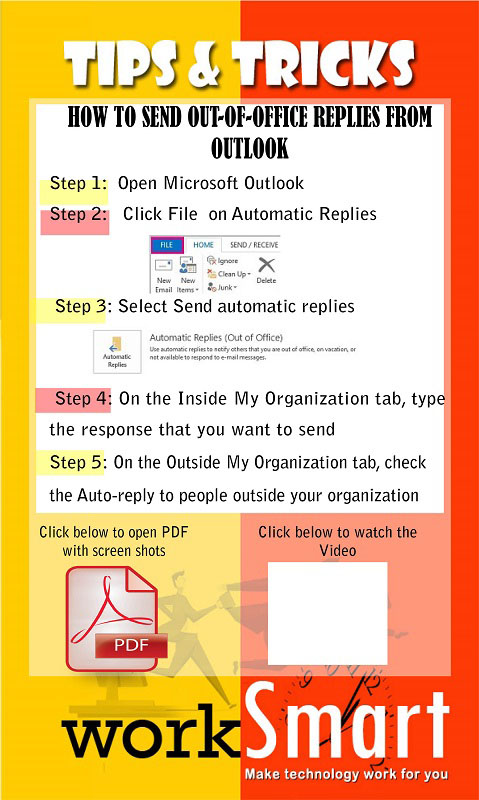 TIPS & TRICKS
HOW TO SEND OUT-OF-OFFICE REPLIES FROM
OUTLOOK
Step 1: Open Microsoft Outlook
Step 2: Click File on Automatic Replies
FILE HOME SEND / RECEIVE
New Email
New Items
Ignore
Clean Up
Junk
Delete
Step 3: Select Send automatic replies
Automatic Replies
Automatic Replies (Out of Office)
Use automatic replies to notify others that you are out of office, on vacation, or
not available to respond to e-mail messages.
Step 4: On the Inside My Organization tab, type
the response that you want to send
Step 5: On the Outside My Organization tab, check
the Auto-reply to people outside your organization
Click below to open PDF
with screen shots
Click below to watch the
Video
PDF
workSmart
Make technology work for you